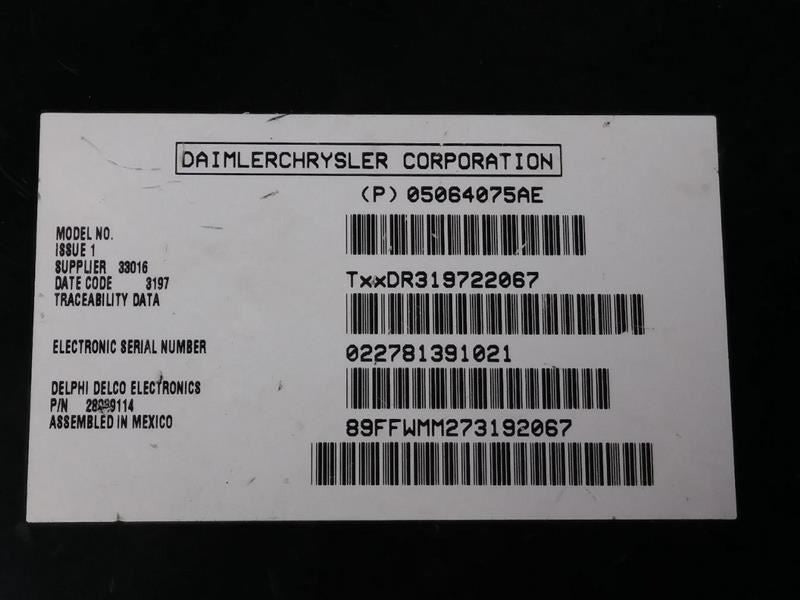 DAIMLERCHRYSLER CORPORATION
(P) 05064075AE
MODEL NO.
ISSUE 1
SUPPLIER 33016
DATE CODE 3197
TRACEABILITY DATA
TxxDR319722067
ELECTRONIC SERIAL NUMBER
022781391021
DELPHI DELCO ELECTRONICS
P/N
ASSEMBLED IN MEXICO
89FFWMM273192067